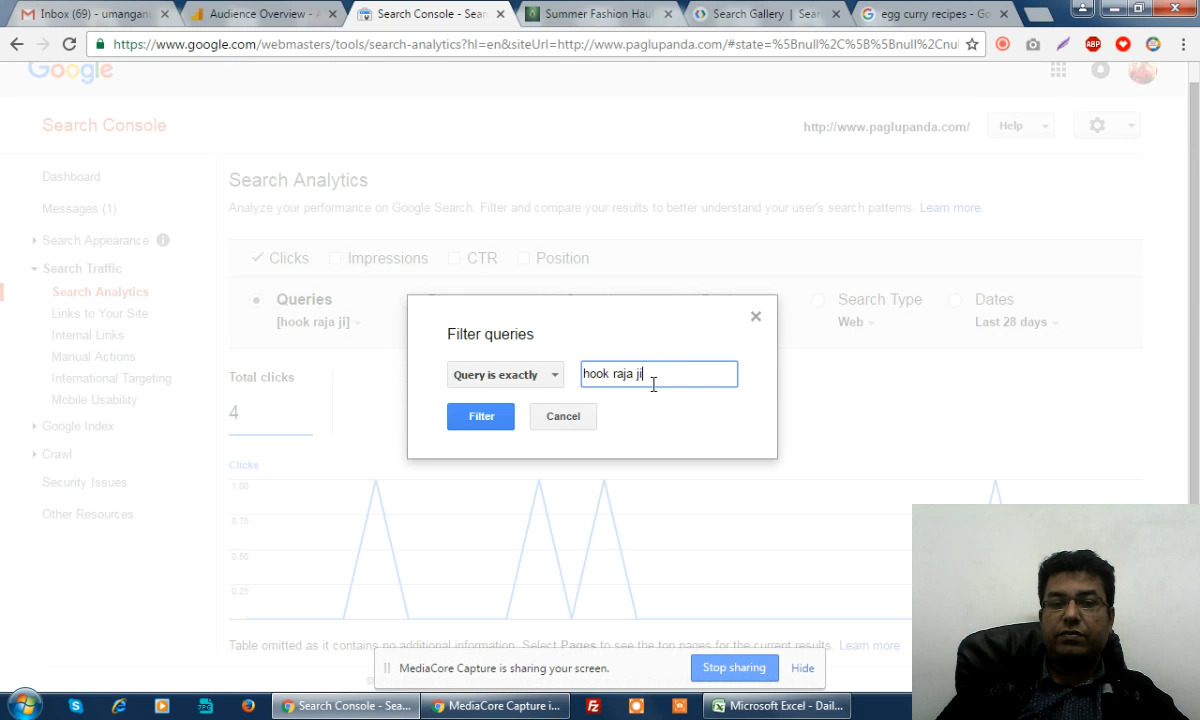 Inbox (69) - umangan
Audience Overview - A
Search Console - Sear
Summer Fashion Haul
Search Gallery | Sear
egg curry recipes - Go
https://www.google.com/webmasters/tools/search-analytics?hl=en&siteUrl=http://www.paglupanda.com/#state=%5Bnull%2C%5B%5Bnull%2Cnul
ABP
Google
Search Console
http://www.paglupanda.com/
Help
Dashboard
Messages (1)
Search Appearance
Search Traffic
Search Analytics
Links to Your Site
Internal Links
Manual Actions
International Targeting
Mobile Usability
Google Index
Crawl
Security Issues
Other Resources
Search Analytics
Analyze your performance on Google Search. Filter and compare your results to better understand your user's search patterns. Learn more.
Clicks
Impressions
CTR
Position
Queries
[hook raja ji]
Search Type
Web
Dates
Last 28 days
Filter queries
Query is exactly
hook raja ji
Filter
Cancel
Total clicks
4
Clicks
1.00
0.75
0.50
0.25
Table omitted as it contains no additional information. Select Pages to see the top pages for the current results. Learn more
MediaCore Capture is sharing your screen.
Stop sharing
Hide
Search Console - Sea...
MediaCore Capture i...
Microsoft Excel - Dail...